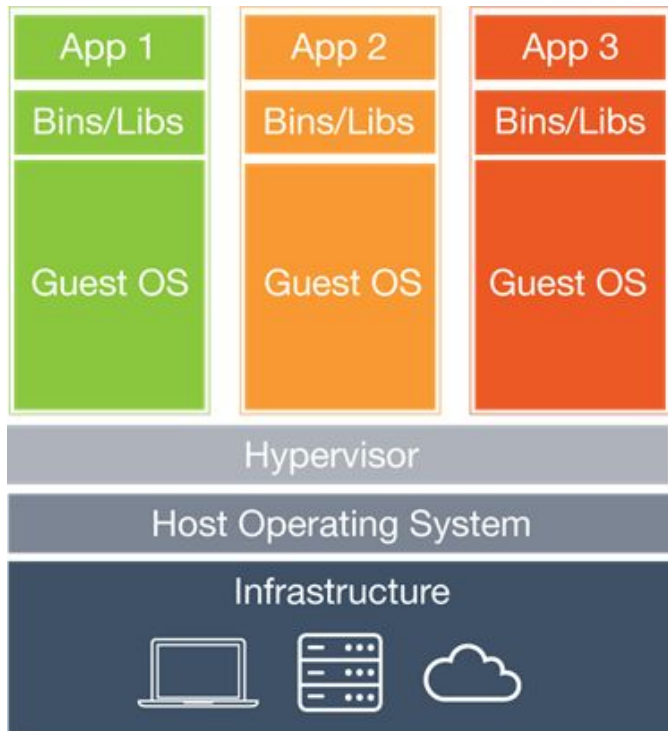 App 1
App 2
App 3
Bins/Libs
Bins/Libs
Bins/Libs
Guest OS
Guest OS
Guest OS
Hypervisor
Host Operating System
Infrastructure